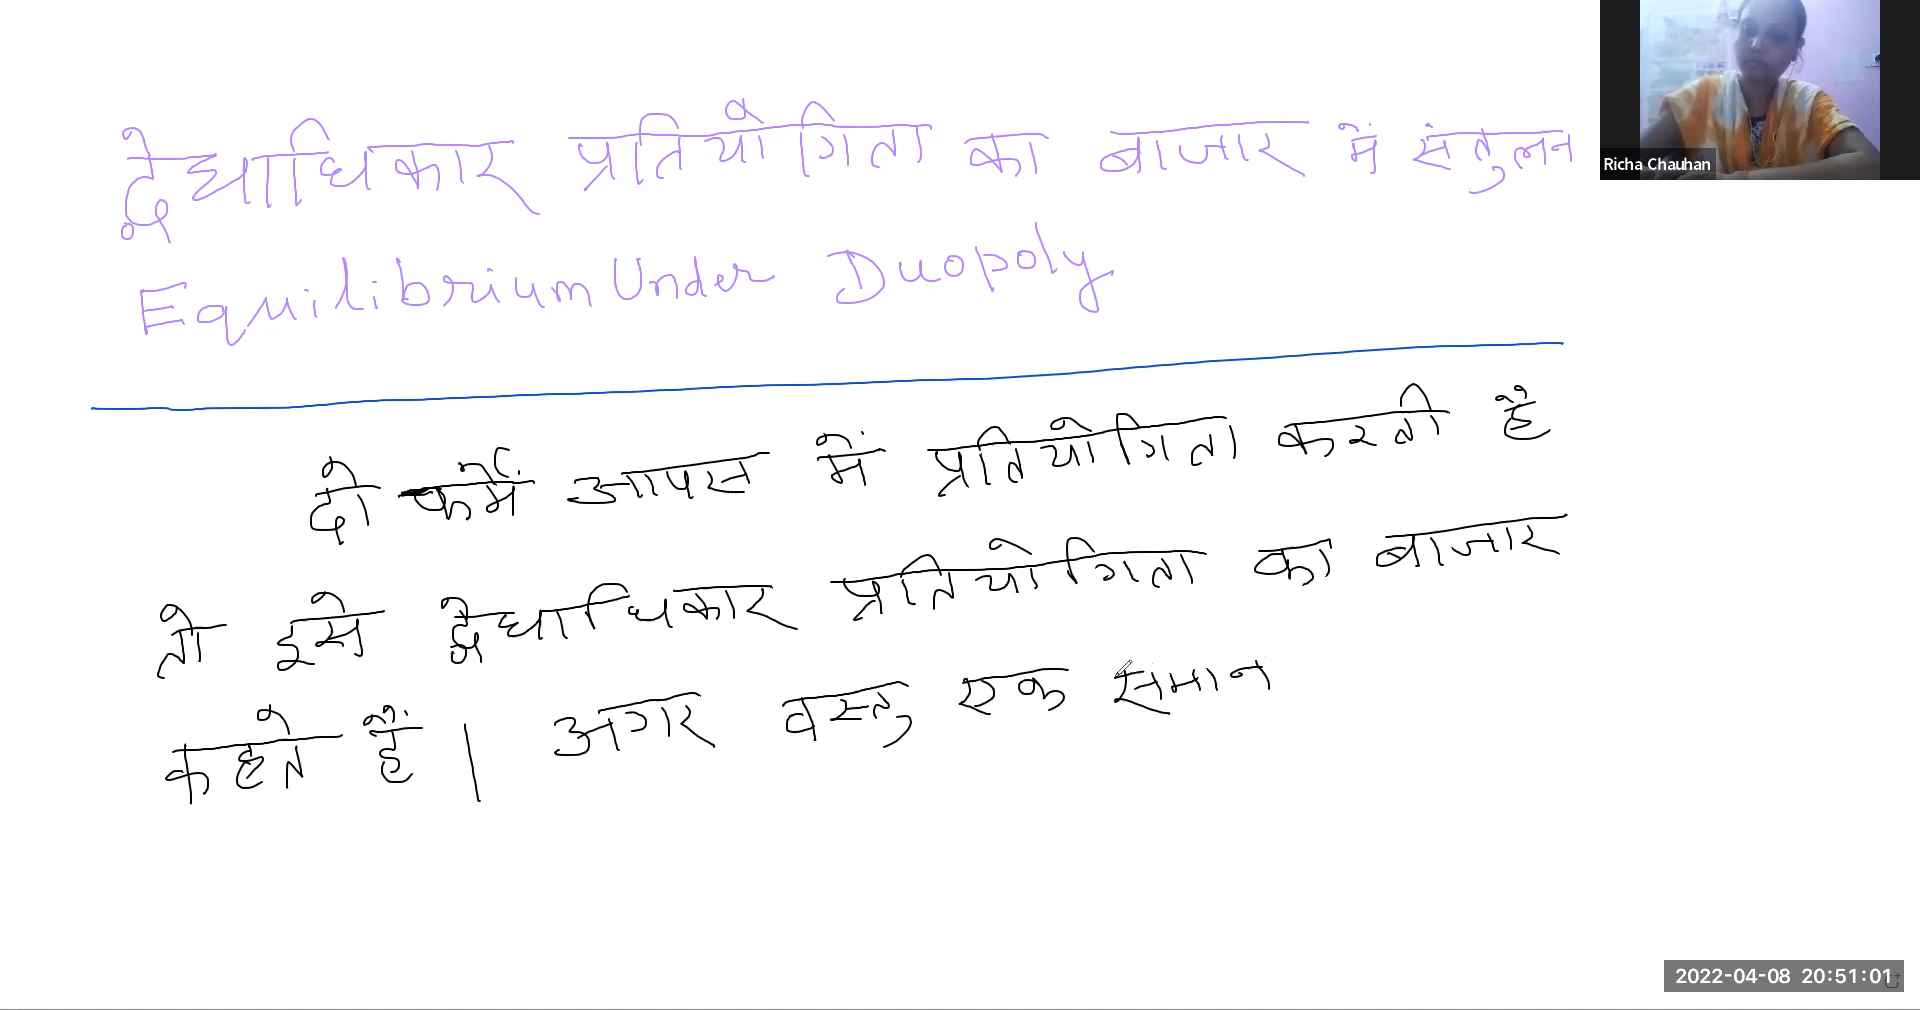 द्वेधाधिकार प्रतियोगिता का बाजार में संतुलन
Equilibrium Under Duopoly
दो फर्में आपस में प्रतियोगिता करती है
तो इसे द्वेधाधिकार प्रतियोगिता का बाजार
कहते हैं | अगर वस्तु एक समान
Richa Chauhan
2022-04-08 20:51:01